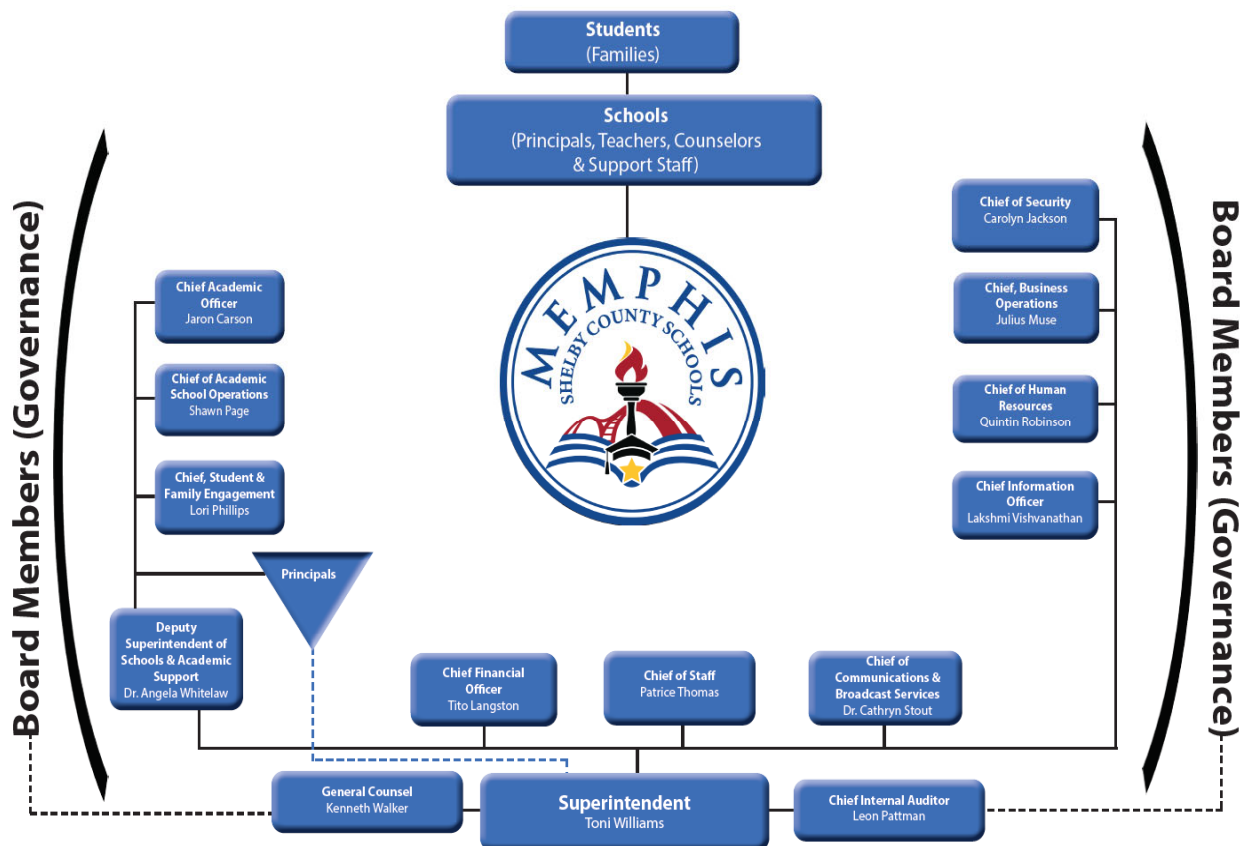 Students
(Families)
Schools
(Principals, Teachers, Counselors
& Support Staff)
Board Members (Governance)
Board Members (Governance)
MEMPHIS
SHELBY COUNTY SCHOOLS
Chief of Security
Carolyn Jackson
Chief Academic
Officer
Jaron Carson
Chief, Business
Operations
Julius Muse
Chief of Academic
School Operations
Shawn Page
Chief of Human
Resources
Quintin Robinson
Chief, Student &
Family Engagement
Lori Phillips
Chief Information
Officer
Lakshmi Vishvanathan
Principals
Deputy
Superintendent of
Schools & Academic
Support
Dr. Angela Whitelaw
Chief Financial
Officer
Tito Langston
Chief of Staff
Patrice Thomas
Chief of
Communications &
Broadcast Services
Dr. Cathryn Stout
General Counsel
Kenneth Walker
Superintendent
Toni Williams
Chief Internal Auditor
Leon Pattman